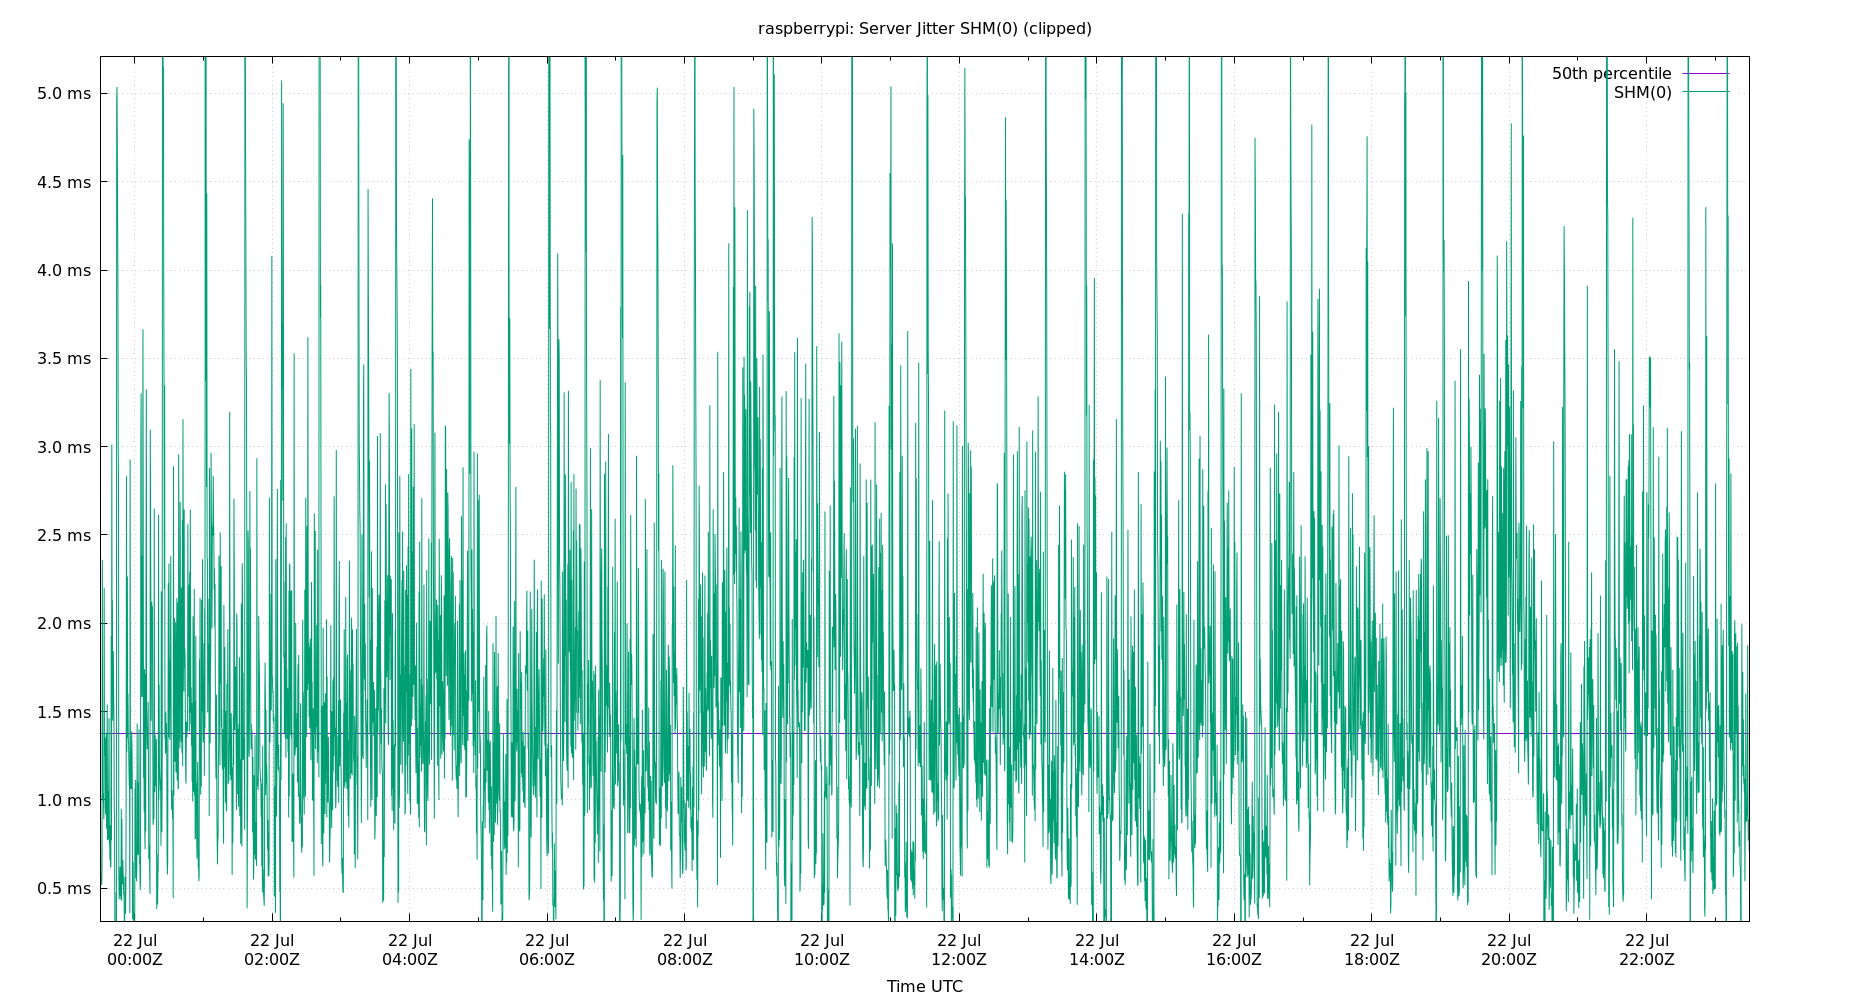 raspberrypi: Server Jitter SHM(0) (clipped)
50th percentile
SHM(0)
5.0 ms
4.5 ms
4.0 ms
3.5 ms
3.0 ms
2.5 ms
2.0 ms
1.5 ms
1.0 ms
0.5 ms
22 Jul 22 Jul 22 Jul 22 Jul 22 Jul 22 Jul 22 Jul 22 Jul 22 Jul 22 Jul 22 Jul 22 Jul
00:00Z 02:00Z 04:00Z 06:00Z 08:00Z 10:00Z 12:00Z 14:00Z 16:00Z 18:00Z 20:00Z 22:00Z
Time UTC